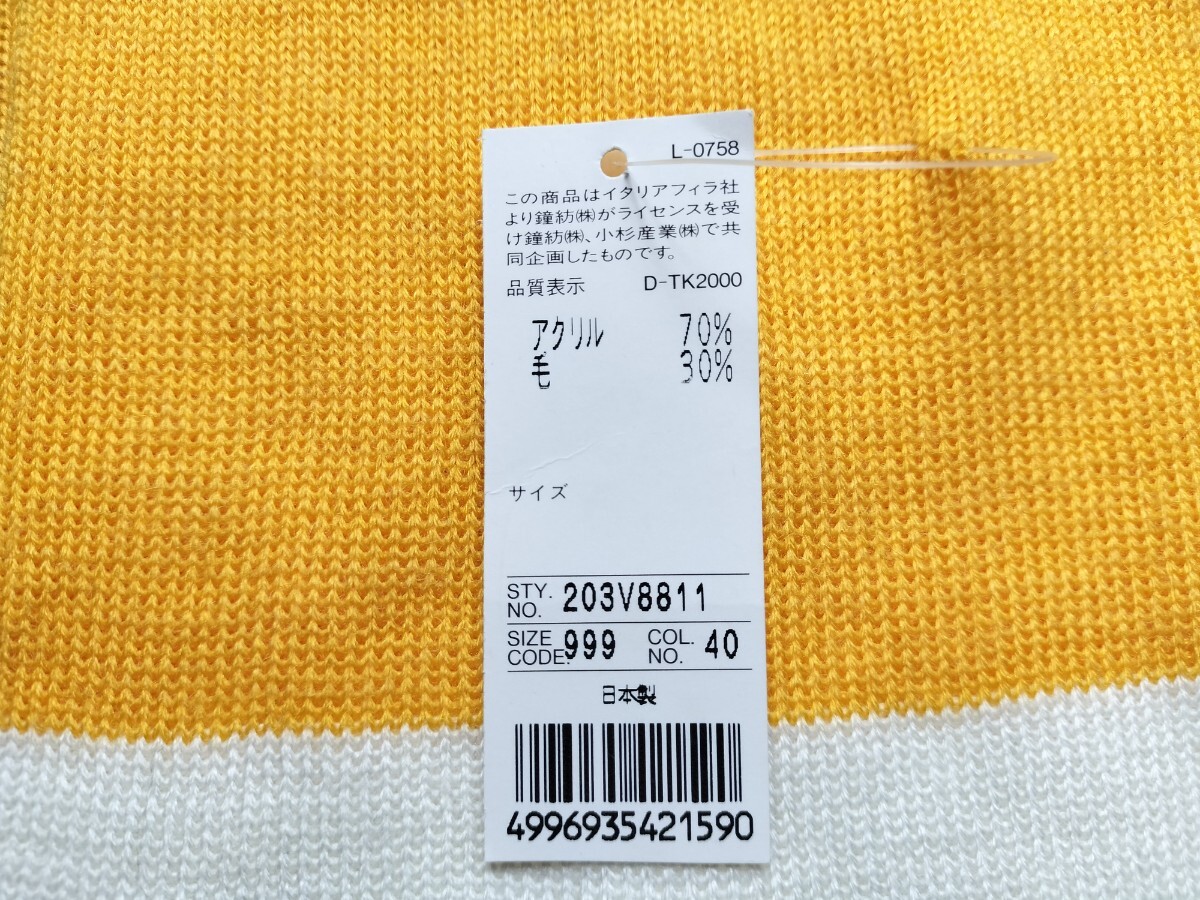 L-0758
この商品はイタリアフィラ社
より鐘紡㈱がライセンスを受
け鐘紡㈱、小杉産業㈱で共
同企画したものです。
品質表示 D-TK2000
アクリル 70%
毛 30%
サイズ
STY. NO. 203V8811
SIZE CODE. 999 COL. NO. 40
日本製
4996935421590